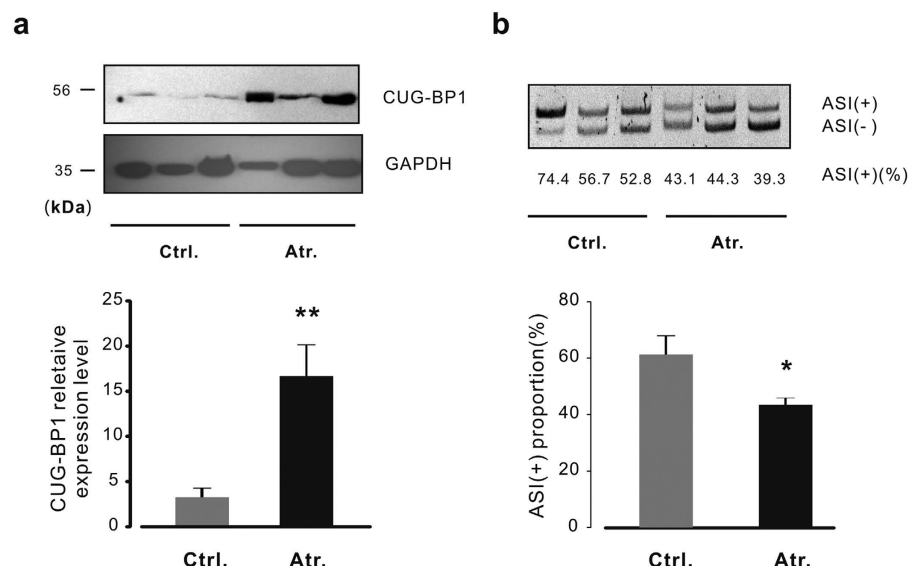 a
56
CUG-BP1
35
GAPDH
(kDa)
Ctrl. Atr.
25
20
15
10
5
0
CUG-BP1 reletaive
expression level
**
Ctrl. Atr.
b
ASI(+)
ASI(-)
74.4 56.7 52.8 43.1 44.3 39.3 ASI(+)(%)
Ctrl. Atr.
80
60
40
20
0
ASI(+) proportion(%)
*
Ctrl. Atr.